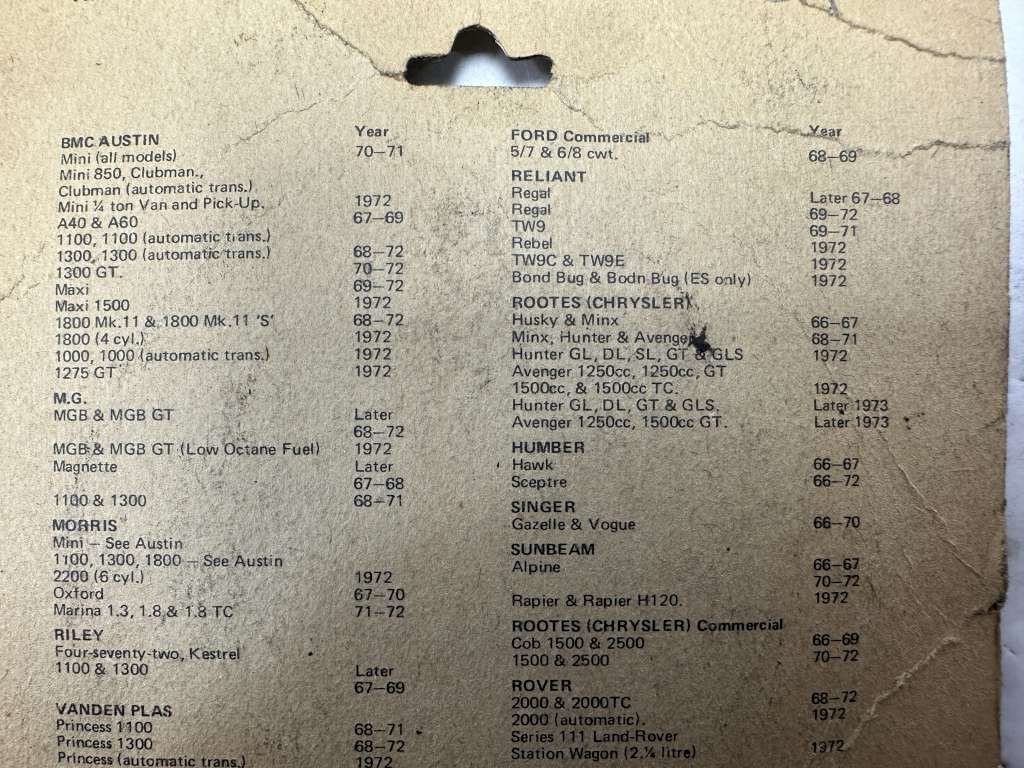 Year
BMC AUSTIN
Mini (all models) 70–71
Mini 850, Clubman.,
Clubman (automatic trans.)
Mini ¼ ton Van and Pick-Up. 1972
A40 & A60 67–69
1100, 1100 (automatic trans.)
1300, 1300 (automatic trans.) 68–72
1300 GT. 70–72
Maxi 69–72
Maxi 1500 1972
1800 Mk.11 & 1800 Mk.11 'S' 68–72
1800 (4 cyl.) 1972
1000, 1000 (automatic trans.) 1972
1275 GT 1972
M.G.
MGB & MGB GT Later
68–72
MGB & MGB GT (Low Octane Fuel) 1972
Magnette Later
67–68
1100 & 1300 68–71
MORRIS
Mini – See Austin
1100, 1300, 1800 – See Austin
2200 (6 cyl.) 1972
Oxford 67–70
Marina 1.3, 1.8 & 1.8 TC 71–72
RILEY
Four-seventy-two, Kestrel
1100 & 1300 Later
67–69
VANDEN PLAS
Princess 1100 68–71
Princess 1300 68–72
Princess (automatic trans.) 1972
Year
FORD Commercial
5/7 & 6/8 cwt. 68–69
RELIANT
Regal Later 67–68
Regal 69–72
TW9 69–71
Rebel 1972
TW9C & TW9E 1972
Bond Bug & Bodn Bug (ES only) 1972
ROOTES (CHRYSLER)
Husky & Minx 66–67
Minx, Hunter & Avenger 68–71
Hunter GL, DL, SL, GT & GLS 1972
Avenger 1250cc, 1250cc, GT
1500cc, & 1500cc TC. 1972
Hunter GL, DL, GT & GLS. Later 1973
Avenger 1250cc, 1500cc GT. Later 1973
HUMBER
Hawk 66–67
Sceptre 66–72
SINGER
Gazelle & Vogue 66–70
SUNBEAM
Alpine 66–67
70–72
Rapier & Rapier H120. 1972
ROOTES (CHRYSLER) Commercial
Cob 1500 & 2500 66–69
1500 & 2500 70–72
ROVER
2000 & 2000TC 68–72
2000 (automatic). 1972
Series 111 Land-Rover
Station Wagon (2.¼ litre) 1972